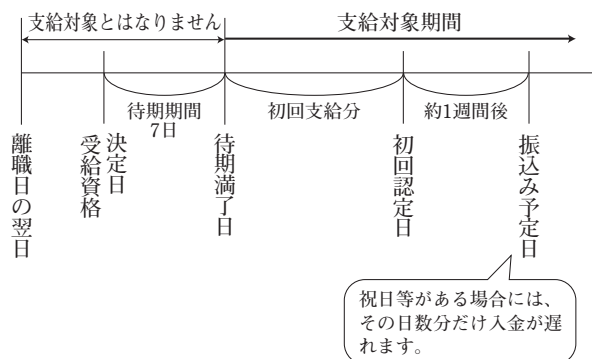 支給対象とはなりません
支給対象期間
待期期間
7日
初回支給分
約1週間後
離職日の翌日
受給資格
決定日
待期満了日
初回認定日
振込み予定日
祝日等がある場合には、
その日数分だけ入金が遅
れます。